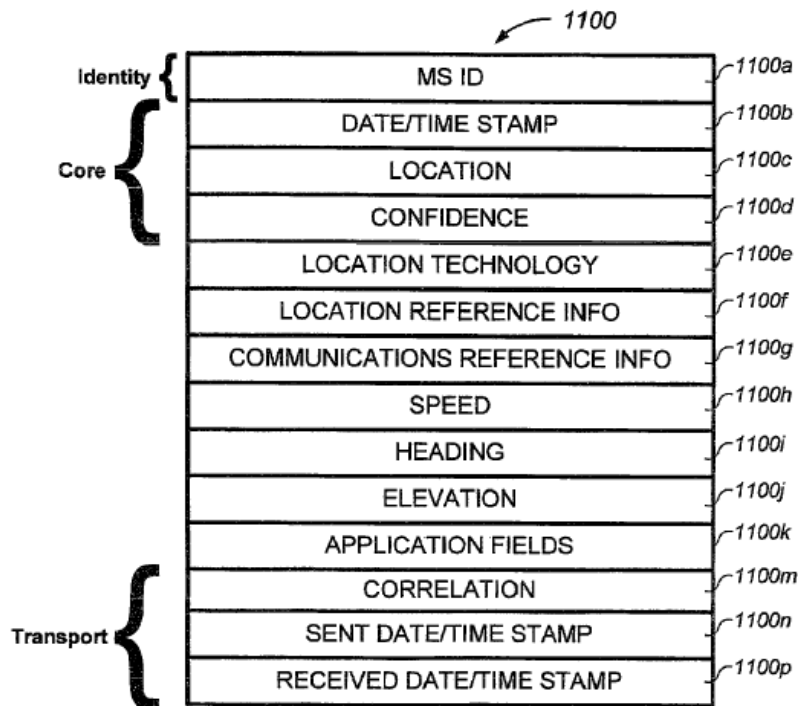 1100
Identity { MS ID 1100a
DATE/TIME STAMP 1100b
Core { LOCATION 1100c
CONFIDENCE 1100d
LOCATION TECHNOLOGY 1100e
LOCATION REFERENCE INFO 1100f
COMMUNICATIONS REFERENCE INFO 1100g
SPEED 1100h
HEADING 1100i
ELEVATION 1100j
APPLICATION FIELDS 1100k
CORRELATION 1100m
Transport { SENT DATE/TIME STAMP 1100n
RECEIVED DATE/TIME STAMP 1100p